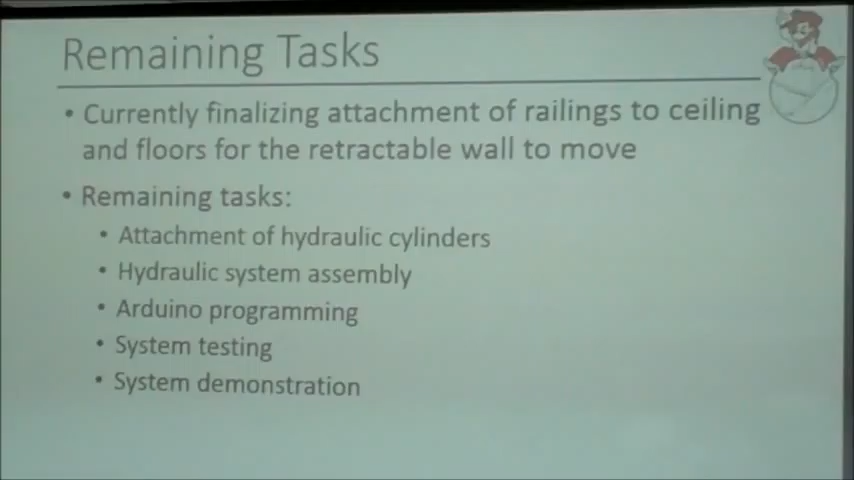 Remaining Tasks
• Currently finalizing attachment of railings to ceiling
and floors for the retractable wall to move
• Remaining tasks:
• Attachment of hydraulic cylinders
• Hydraulic system assembly
• Arduino programming
• System testing
• System demonstration